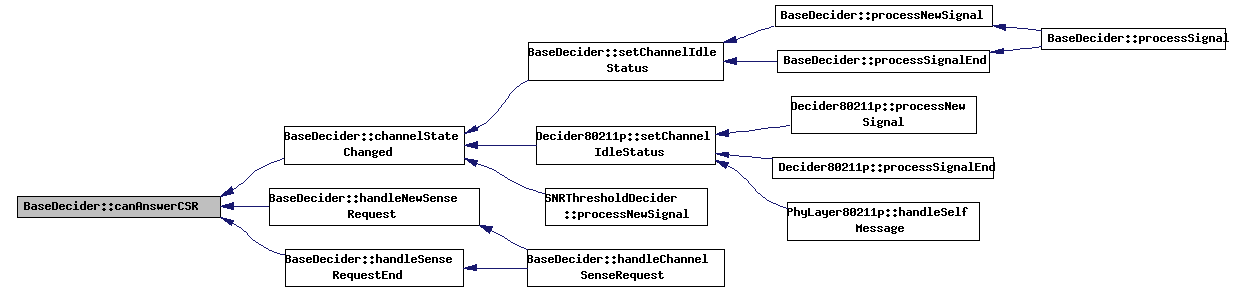 BaseDecider::processNewSignal
BaseDecider::processSignal
BaseDecider::setChannelIdle
Status
BaseDecider::processSignalEnd
Decider80211p::processNew
Signal
BaseDecider::channelState
Changed
Decider80211p::setChannel
IdleStatus
Decider80211p::processSignalEnd
BaseDecider::canAnswerCSR
BaseDecider::handleNewSense
Request
SNRThresholdDecider
::processNewSignal
PhyLayer80211p::handleSelf
Message
BaseDecider::handleSense
RequestEnd
BaseDecider::handleChannel
SenseRequest